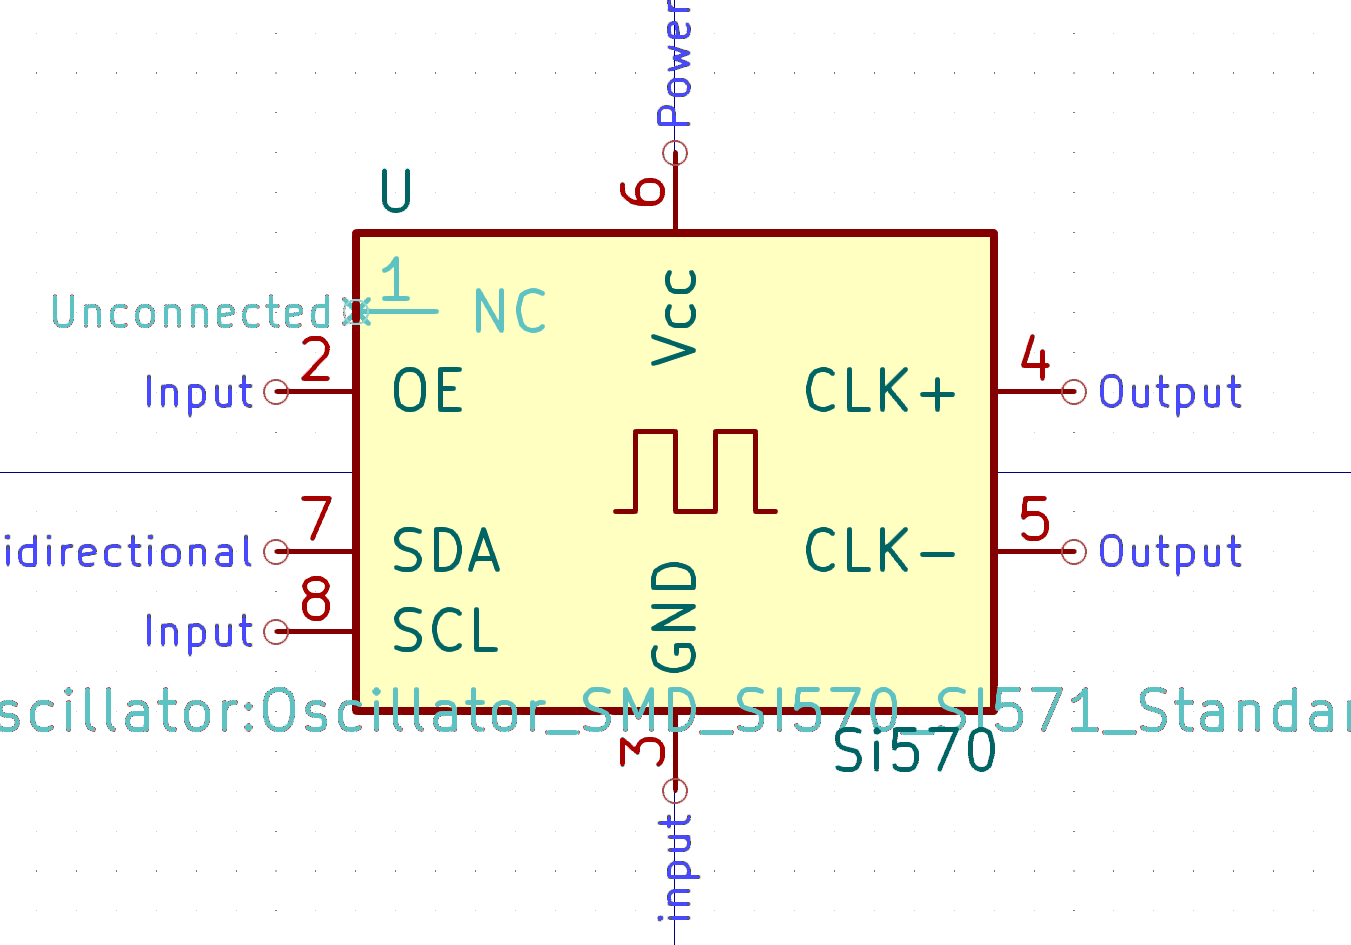 Power
6
U
1
Unconnected
NC
Vcc
2
Input
OE
4
CLK+
Output
7
idirectional
SDA
5
CLK-
Output
8
Input
SCL
GND
scillator:Oscillator_SMD_SI570_SI571_Standar
3
Si570
input